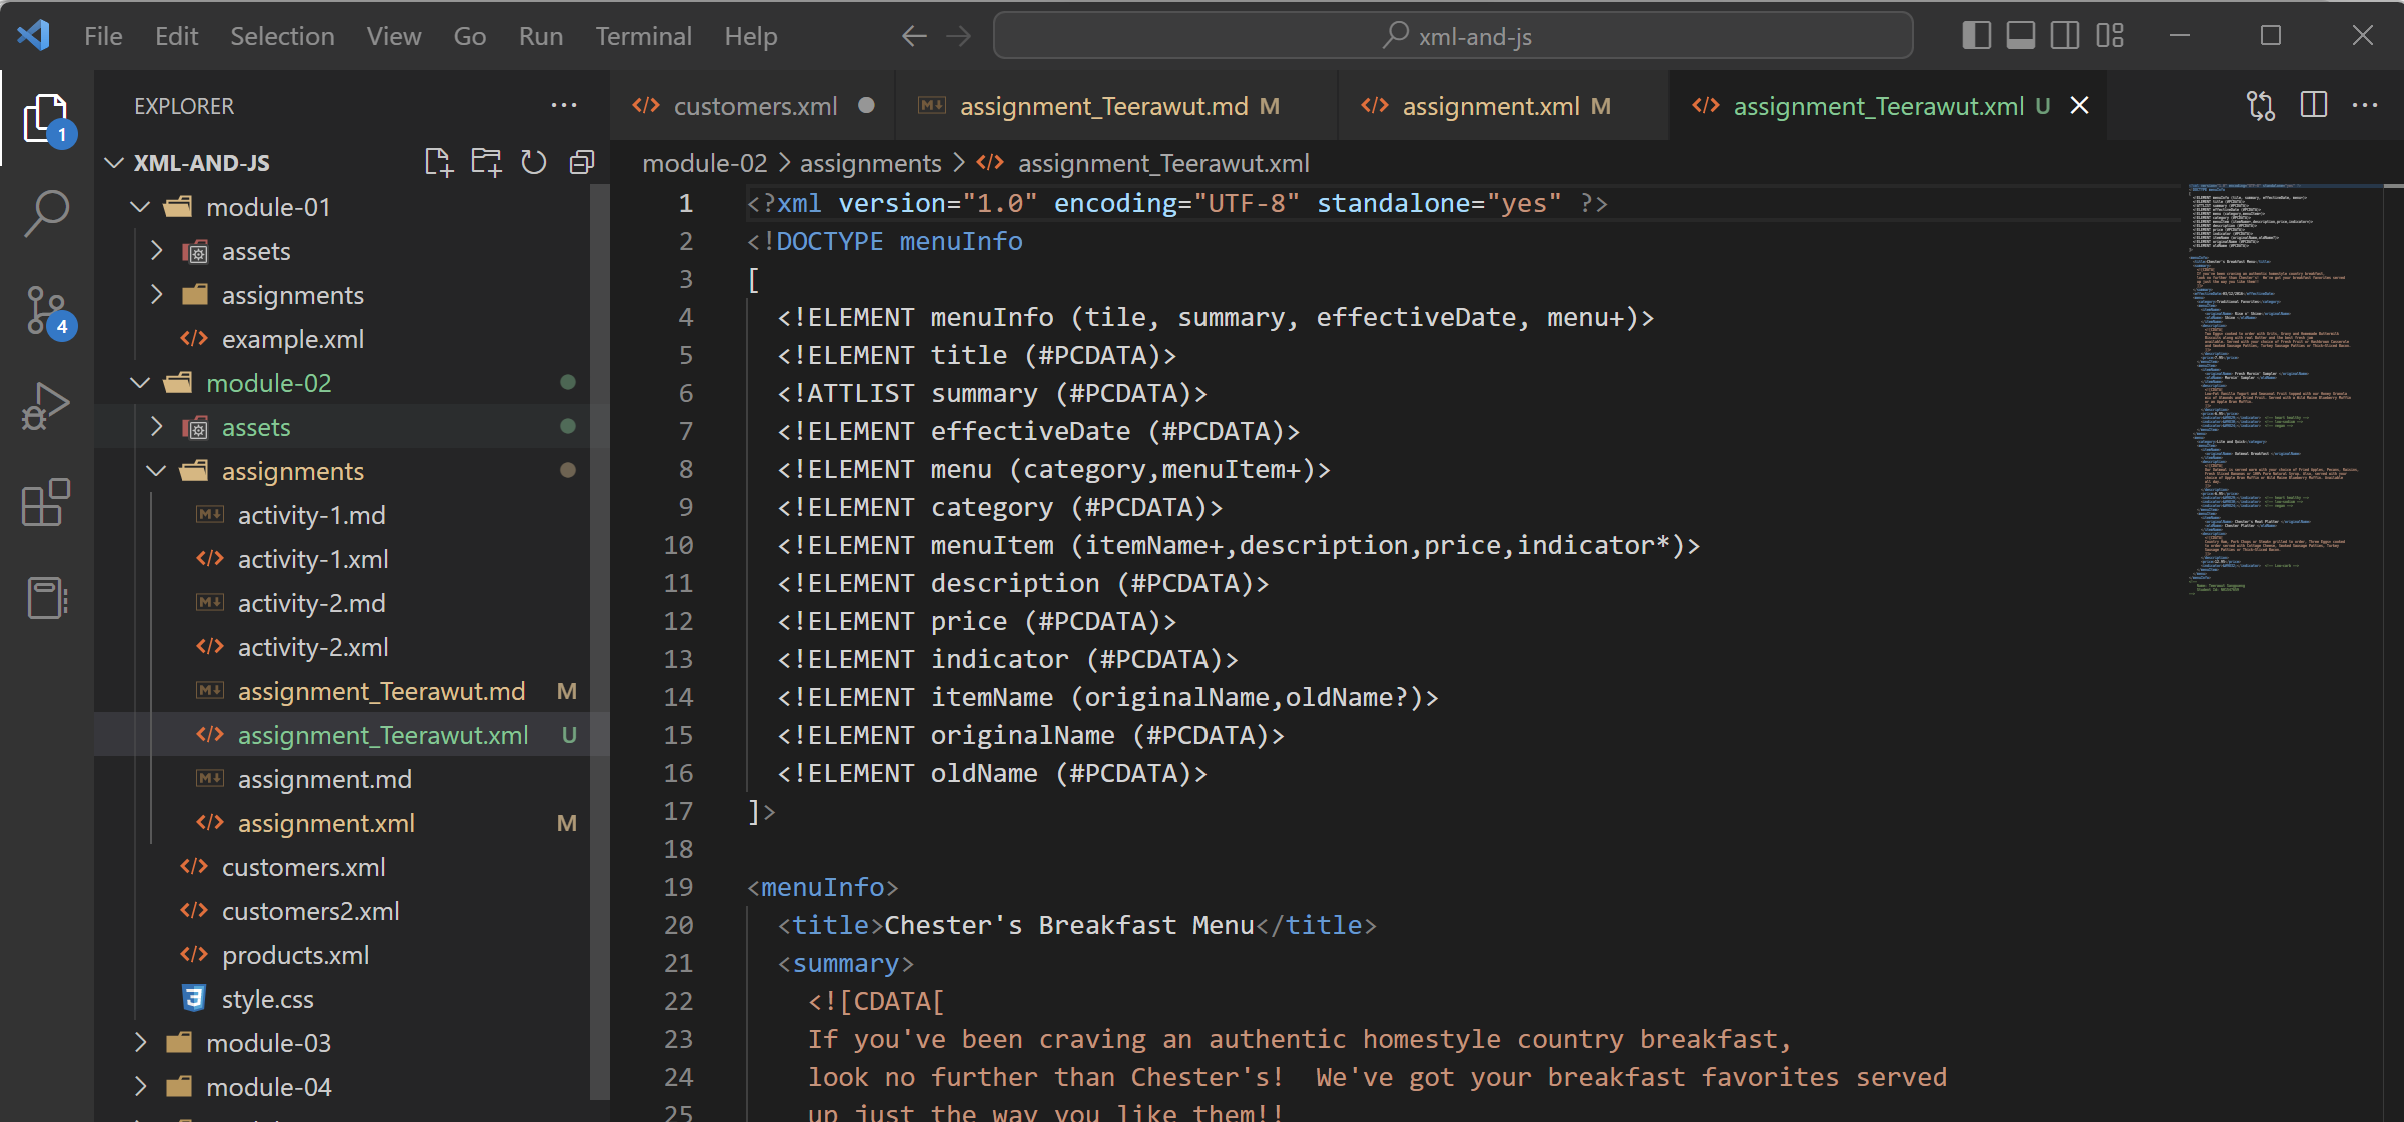 File Edit Selection View Go Run Terminal Help
xml-and-js
EXPLORER
1
4
XML-AND-JS
module-01
assets
assignments
example.xml
module-02
assets
assignments
activity-1.md
activity-1.xml
activity-2.md
activity-2.xml
assignment_Teerawut.md M
assignment_Teerawut.xml U
assignment.md
assignment.xml M
customers.xml
customers2.xml
products.xml
style.css
module-03
module-04
customers.xml
assignment_Teerawut.md M
assignment.xml M
assignment_Teerawut.xml U
module-02 > assignments > assignment_Teerawut.xml
1 <?xml version="1.0" encoding="UTF-8" standalone="yes" ?>
2 <!DOCTYPE menuInfo
3 [
4 <!ELEMENT menuInfo (tile, summary, effectiveDate, menu+)>
5 <!ELEMENT title (#PCDATA)>
6 <!ATTLIST summary (#PCDATA)>
7 <!ELEMENT effectiveDate (#PCDATA)>
8 <!ELEMENT menu (category,menuItem+)>
9 <!ELEMENT category (#PCDATA)>
10 <!ELEMENT menuItem (itemName+,description,price,indicator*)>
11 <!ELEMENT description (#PCDATA)>
12 <!ELEMENT price (#PCDATA)>
13 <!ELEMENT indicator (#PCDATA)>
14 <!ELEMENT itemName (originalName,oldName?)>
15 <!ELEMENT originalName (#PCDATA)>
16 <!ELEMENT oldName (#PCDATA)>
17 ]>
18
19 <menuInfo>
20 <title>Chester's Breakfast Menu</title>
21 <summary>
22 <![CDATA[
23 If you've been craving an authentic homestyle country breakfast,
24 look no further than Chester's!  We've got your breakfast favorites served
25 up just the way you like them!!